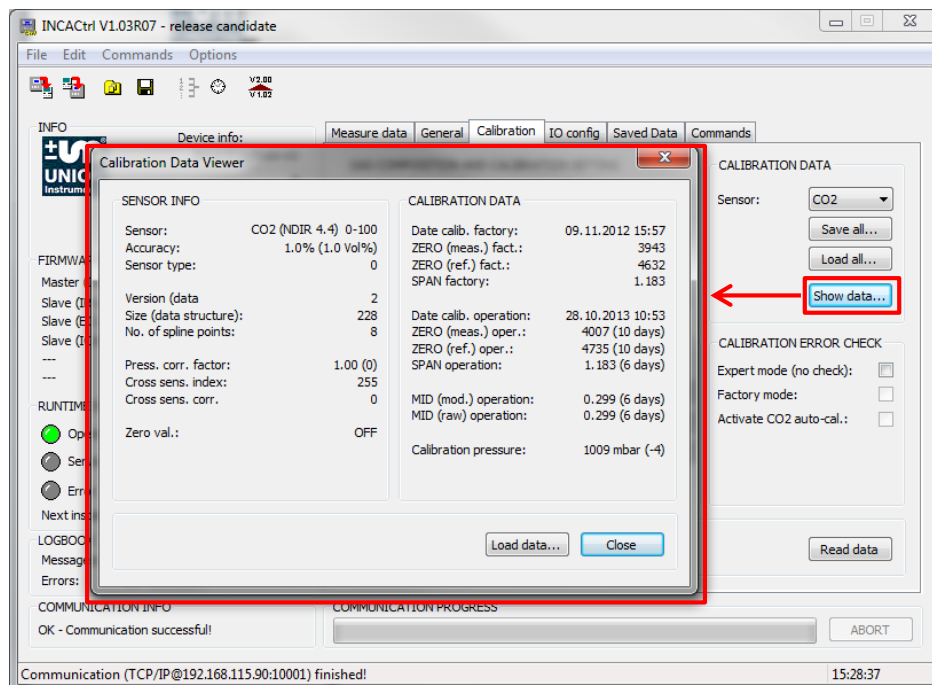 INCACtrl V1.03R07 - release candidate
File Edit Commands Options
V2.00
V1.02
INFO
Device info:
Measure data General Calibration IO config Saved Data Commands
UNIO
Instrume
Calibration Data Viewer
SENSOR INFO
Sensor: CO2 (NDIR 4.4) 0-100
Accuracy: 1.0% (1.0 Vol%)
Sensor type: 0
Version (data 2
Size (data structure): 228
No. of spline points: 8
Press. corr. factor: 1.00 (0)
Cross sens. index: 255
Cross sens. corr. 0
Zero val.: OFF
CALIBRATION DATA
Date calib. factory: 09.11.2012 15:57
ZERO (meas.) fact.: 3943
ZERO (ref.) fact.: 4632
SPAN factory: 1.183
Date calib. operation: 28.10.2013 10:53
ZERO (meas.) oper.: 4007 (10 days)
ZERO (ref.) oper.: 4735 (10 days)
SPAN operation: 1.183 (6 days)
MID (mod.) operation: 0.299 (6 days)
MID (raw) operation: 0.299 (6 days)
Calibration pressure: 1009 mbar (-4)
Load data... Close
CALIBRATION DATA
Sensor: CO2
Save all...
Load all...
Show data...
CALIBRATION ERROR CHECK
Expert mode (no check):
Factory mode:
Activate CO2 auto-cal.:
Read data
FIRMWA
Master
Slave (I
Slave (E
Slave (I
---
---
RUNTIME
Ope
Ser
Erro
Next ins
LOGBOO
Message
Errors:
COMMUNICATION INFO
OK - Communication successful!
COMMUNICATION PROGRESS
ABORT
Communication (TCP/IP@192.168.115.90:10001) finished!
15:28:37